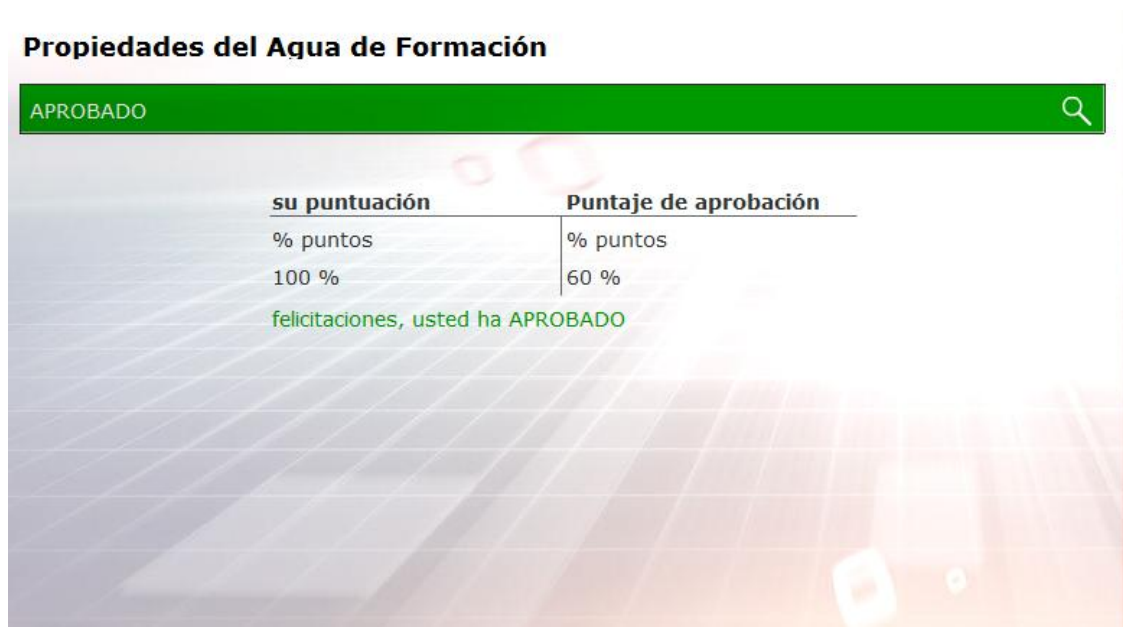 Propiedades del Agua de Formación
APROBADO
su puntuación Puntaje de aprobación
% puntos % puntos
100 % 60 %
felicitaciones, usted ha APROBADO